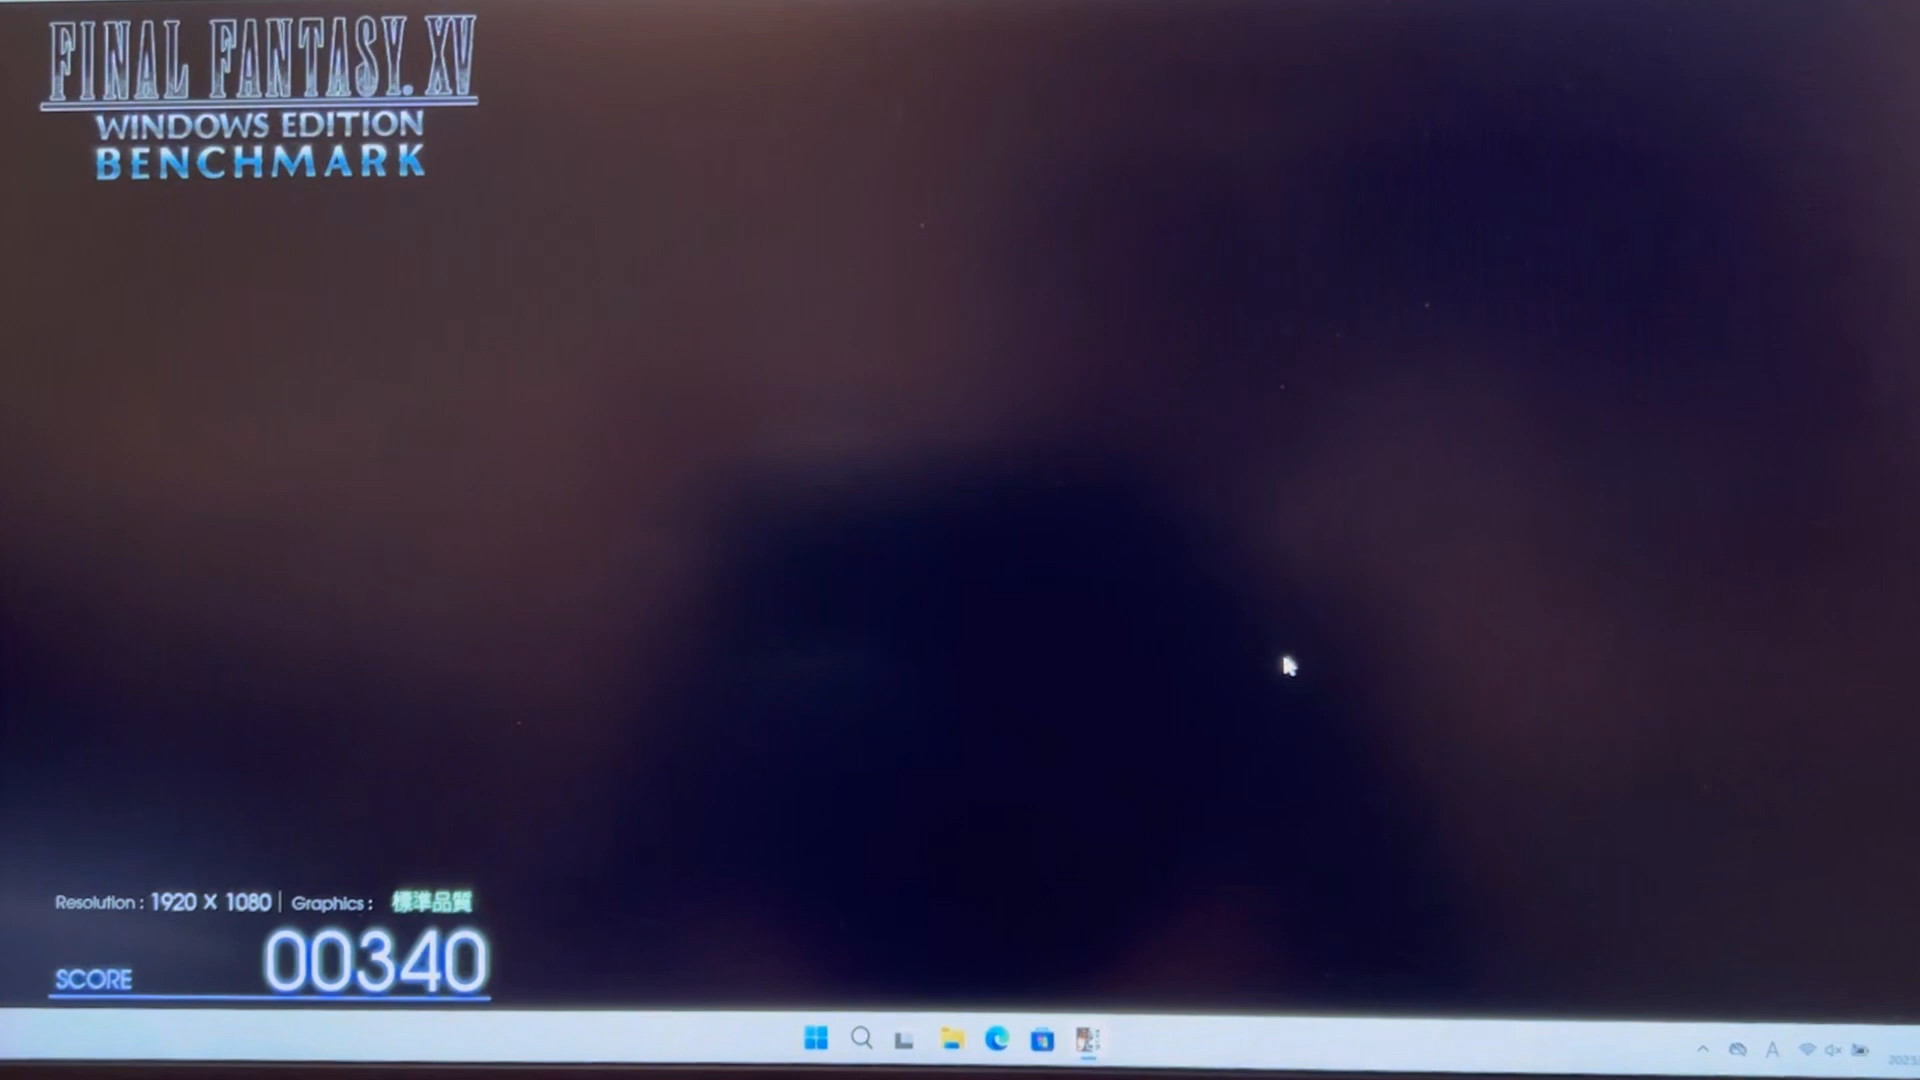 FINAL FANTASY XV
WINDOWS EDITION
BENCHMARK
Resolution : 1920 X 1080 | Graphics : 標準品質
SCORE 00340
A